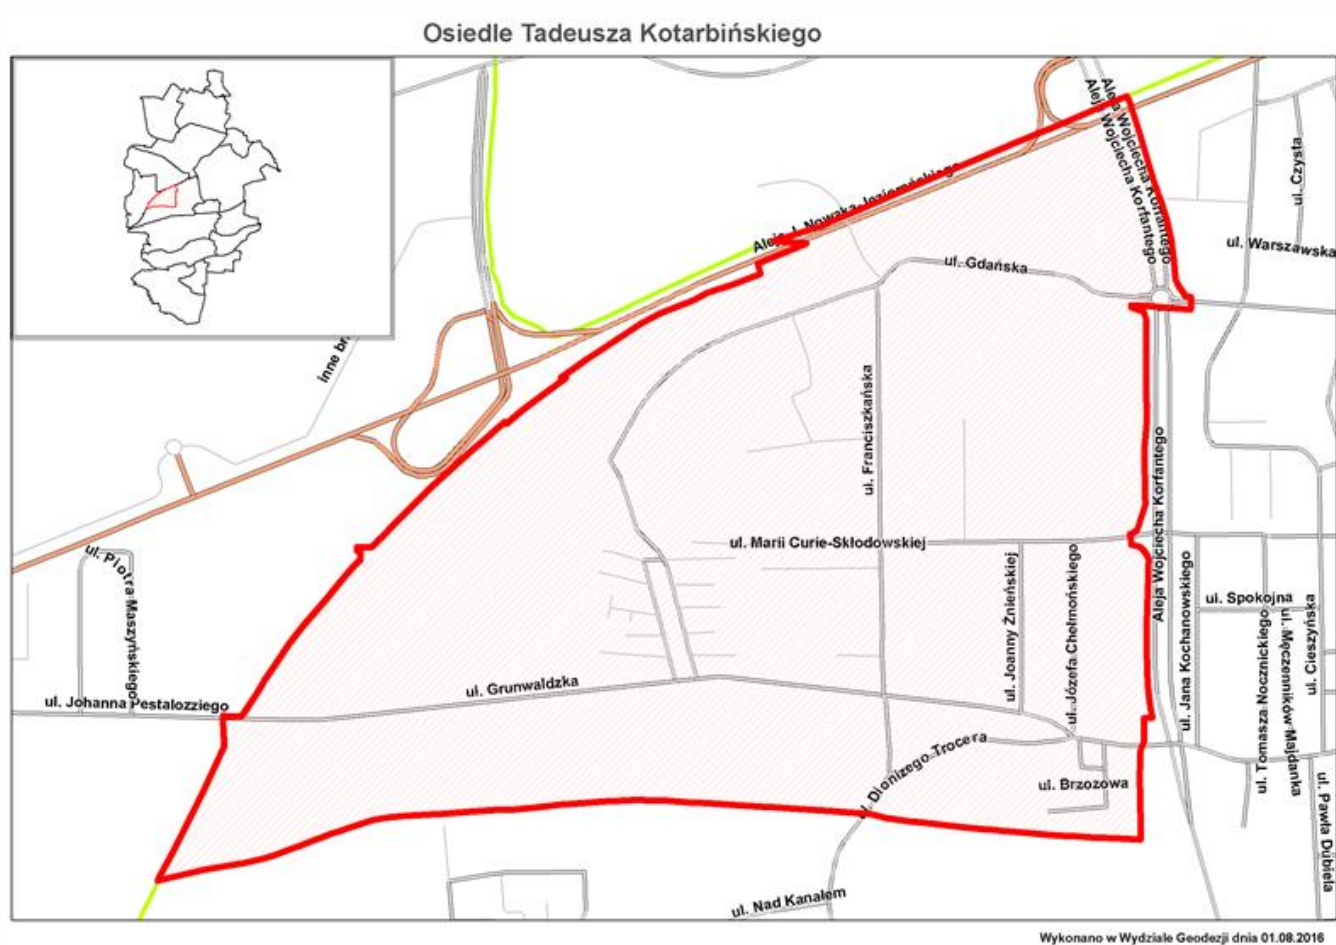 Osiedle Tadeusza Kotarbińskiego
Aleja Wojciecha Korfantego
Aleja Wojciecha Korfantego
ul. Czysta
Aleja J. Nowaka-Jeziorańskiego
ul. Warszawska
ul. Gdańska
inne
ul. Franciszkańska
Aleja Wojciecha Korfantego
ul. Marii Curie-Skłodowskiej
ul. Piotra Maszyńskiego
ul. Joanny Żnieńskiej
ul. Józefa Chełmońskiego
ul. Jana Kochanowskiego
ul. Spokojna
ul. Tomasza Nocznickiego
ul. Męczenników Majdanka
ul. Cieszyńska
ul. Grunwaldzka
ul. Johanna Pestalozziego
ul. Dionizego Trocera
ul. Brzozowa
ul. Pawła Dubiela
ul. Nad Kanałem
Wykonano w Wydziale Geodezji dnia 01.08.2016